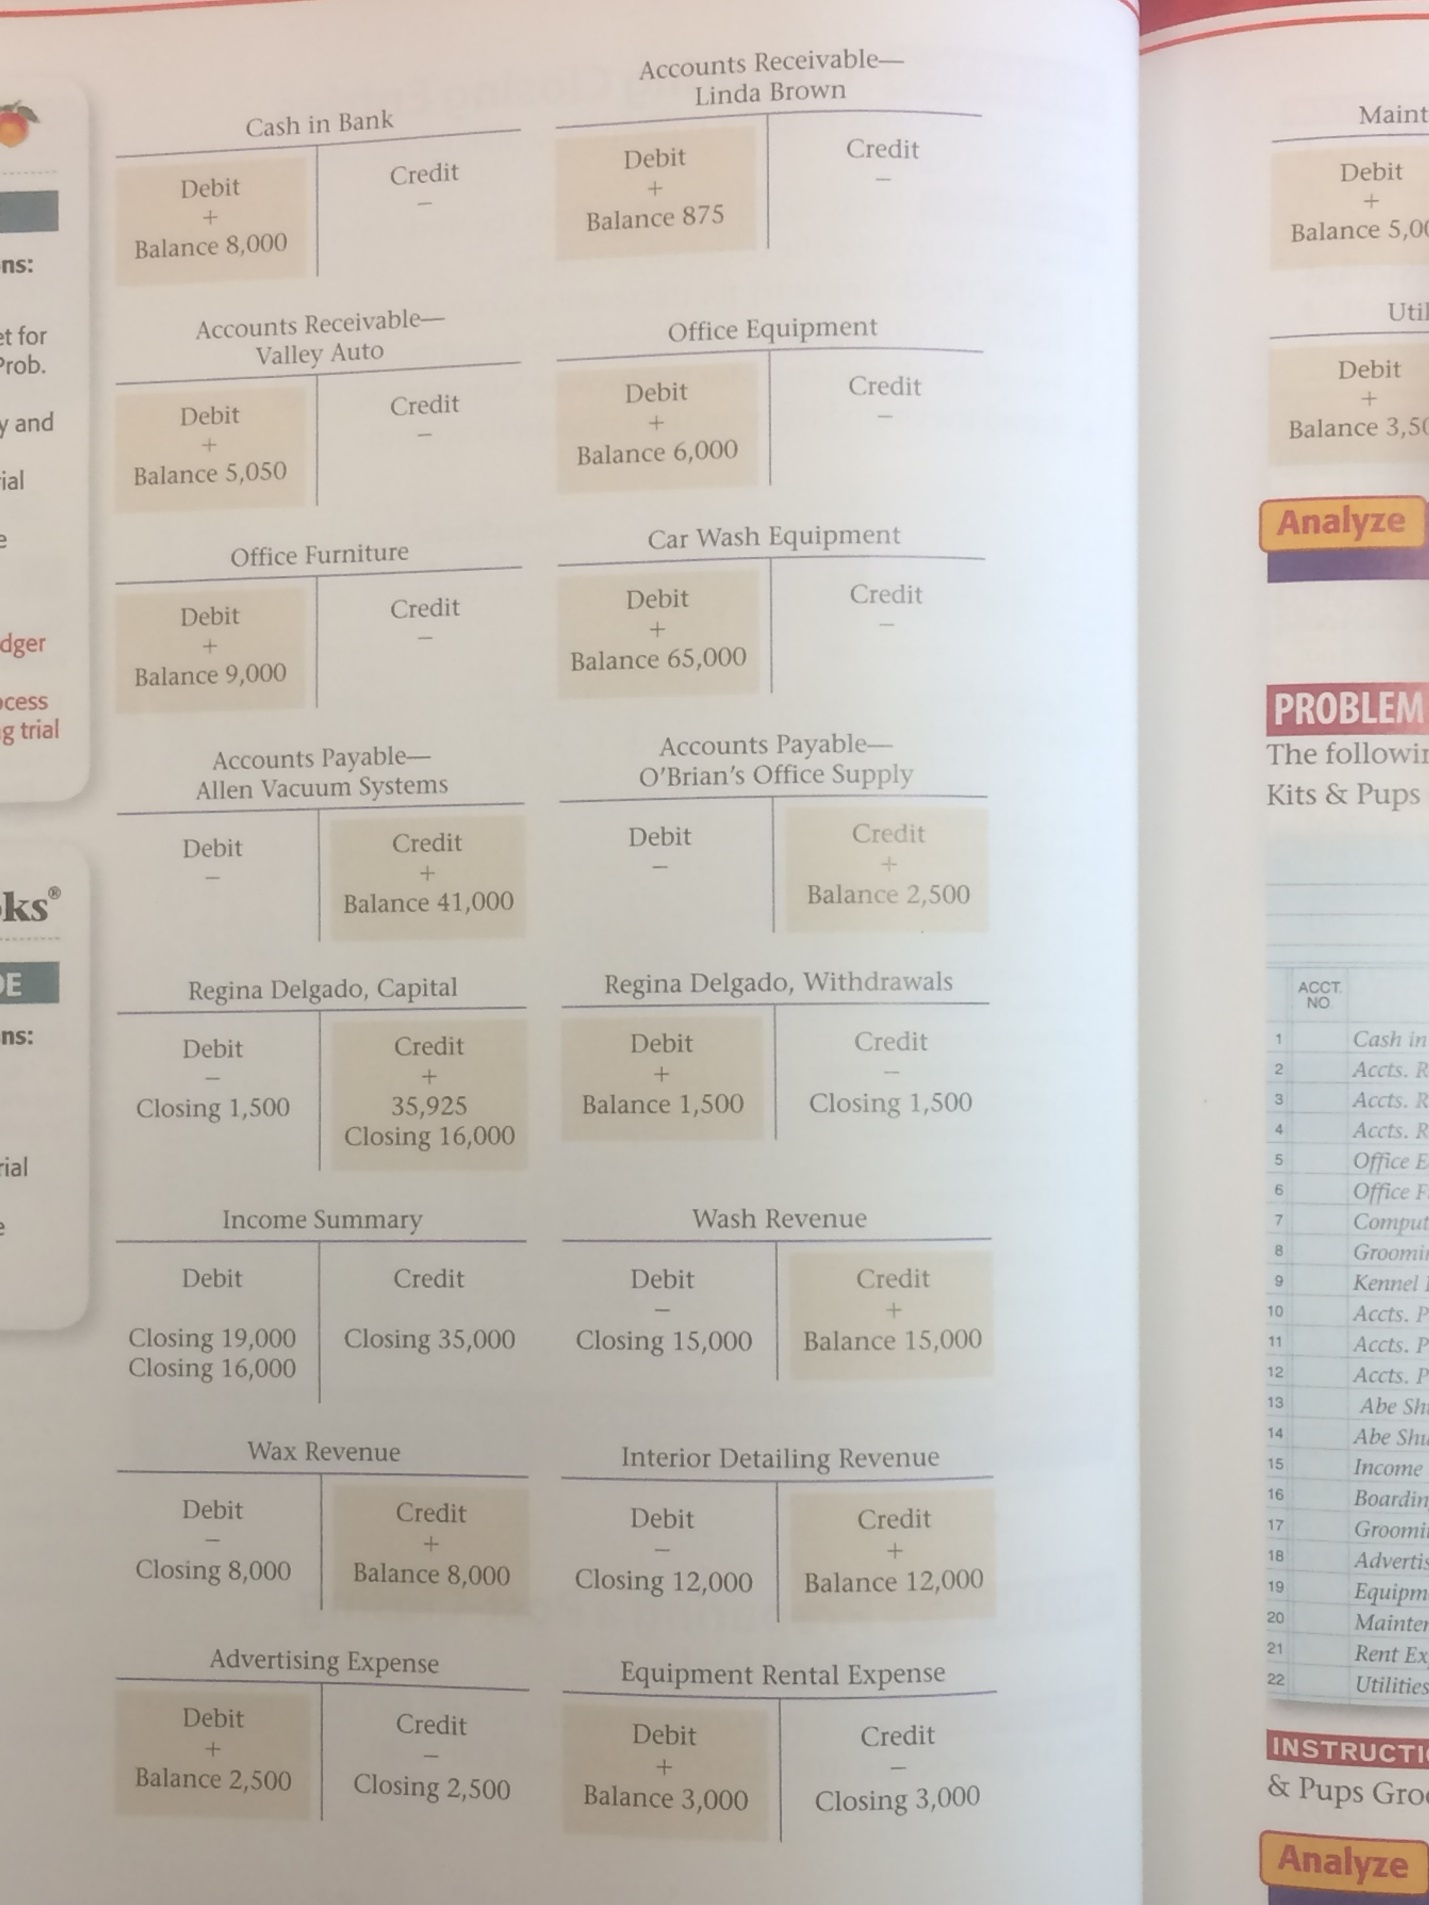 ns:
et for
Prob.
y and
ial
e
dger
ocess
g trial
oks®
DE
ns:
rial
e
Cash in Bank
Debit
+
Balance 8,000
Credit
–
Accounts Receivable—
Linda Brown
Debit
+
Balance 875
Credit
–
Accounts Receivable—
Valley Auto
Debit
+
Balance 5,050
Credit
–
Office Equipment
Debit
+
Balance 6,000
Credit
–
Office Furniture
Debit
+
Balance 9,000
Credit
–
Car Wash Equipment
Debit
+
Balance 65,000
Credit
–
Accounts Payable—
Allen Vacuum Systems
Debit
–
Credit
+
Balance 41,000
Accounts Payable—
O'Brian's Office Supply
Debit
–
Credit
+
Balance 2,500
Regina Delgado, Capital
Debit
–
Closing 1,500
Credit
+
35,925
Closing 16,000
Regina Delgado, Withdrawals
Debit
+
Balance 1,500
Credit
–
Closing 1,500
Income Summary
Debit
Closing 19,000
Closing 16,000
Credit
Closing 35,000
Wash Revenue
Debit
–
Closing 15,000
Credit
+
Balance 15,000
Wax Revenue
Debit
–
Closing 8,000
Credit
+
Balance 8,000
Interior Detailing Revenue
Debit
–
Closing 12,000
Credit
+
Balance 12,000
Advertising Expense
Debit
+
Balance 2,500
Credit
–
Closing 2,500
Equipment Rental Expense
Debit
+
Balance 3,000
Credit
–
Closing 3,000
Maint
Debit
+
Balance 5,00
Util
Debit
+
Balance 3,50
Analyze
PROBLEM
The followin
Kits & Pups
ACCT.
NO.
1 Cash in
2 Accts. R
3 Accts. R
4 Accts. R
5 Office E
6 Office F
7 Comput
8 Groomin
9 Kennel
10 Accts. P
11 Accts. P
12 Accts. P
13 Abe Sh
14 Abe Shu
15 Income
16 Boardin
17 Groomi
18 Advertis
19 Equipm
20 Mainter
21 Rent Ex
22 Utilities
INSTRUCTI
& Pups Groo
Analyze